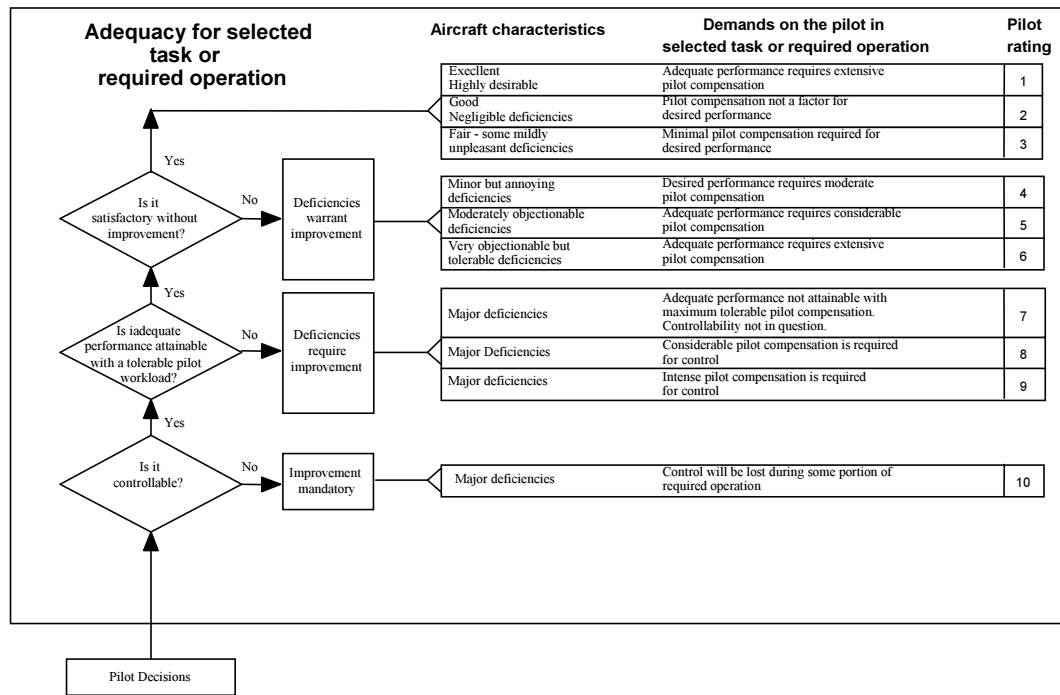 Adequacy for selected
task or
required operation
Aircraft characteristics
Demands on the pilot in
selected task or required operation
Pilot
rating
Execllent
Highly desirable
Adequate performance requires extensive
pilot compensation
1
Good
Negligible deficiencies
Pilot compensation not a factor for
desired performance
2
Fair - some mildly
unpleasant deficiencies
Minimal pilot compensation required for
desired performance
3
Yes
Is it
satisfactory without
improvement?
No
Deficiencies
warrant
improvement
Minor but annoying
deficiencies
Desired performance requires moderate
pilot compensation
4
Moderately objectionable
deficiencies
Adequate performance requires considerable
pilot compensation
5
Very objectionable but
tolerable deficiencies
Adequate performance requires extensive
pilot compensation
6
Yes
Is iadequate
performance attainable
with a tolerable pilot
workload?
No
Deficiencies
require
improvement
Major deficiencies
Adequate performance not attainable with
maximum tolerable pilot compensation.
Controllability not in question.
7
Major Deficiencies
Considerable pilot compensation is required
for control
8
Major deficiencies
Intense pilot compensation is required
for control
9
Yes
Is it
controllable?
No
Improvement
mandatory
Major deficiencies
Control will be lost during some portion of
required operation
10
Pilot Decisions